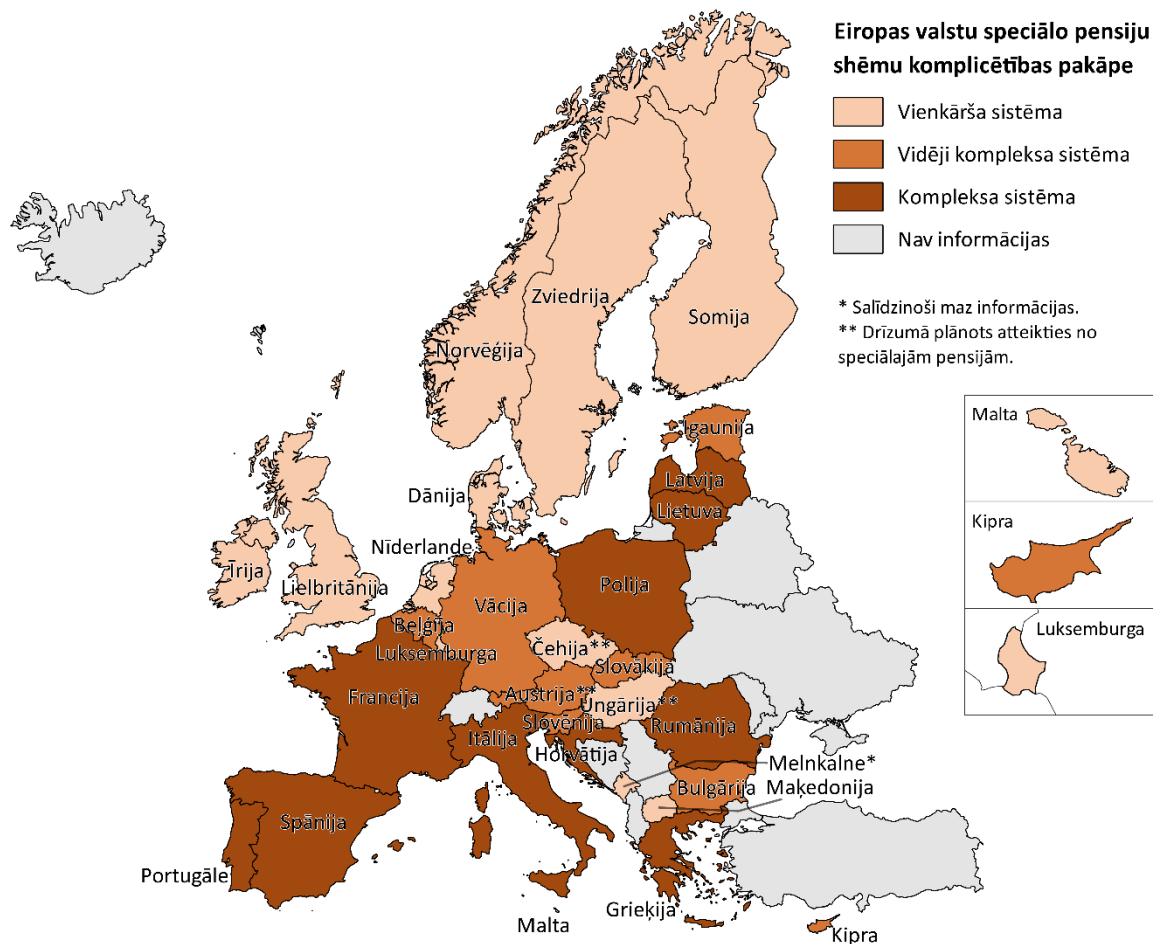 Eiropas valstu speciālo pensiju
shēmu komplicētības pakāpe
Vienkārša sistēma
Vidēji kompleksa sistēma
Kompleksa sistēma
Nav informācijas
* Salīdzinoši maz informācijas.
** Drīzumā plānots atteikties no
speciālajām pensijām.
Zviedrija
Somija
Norvēģija
Igaunija
Malta
Latvija
Dānija
Lietuva
Kipra
Nīderlande
Īrija
Lielbritānija
Polija
Vācija
Beļģija
Luksemburga
Luksemburga
Čehija**
Slovākija
Francija
Austrija**
Ungārija**
Slovēnija
Rumānija
Itālija
Horvātija
Melnkalne*
Bulgārija
Maķedonija
Spānija
Portugāle
Malta
Grieķija
Kipra